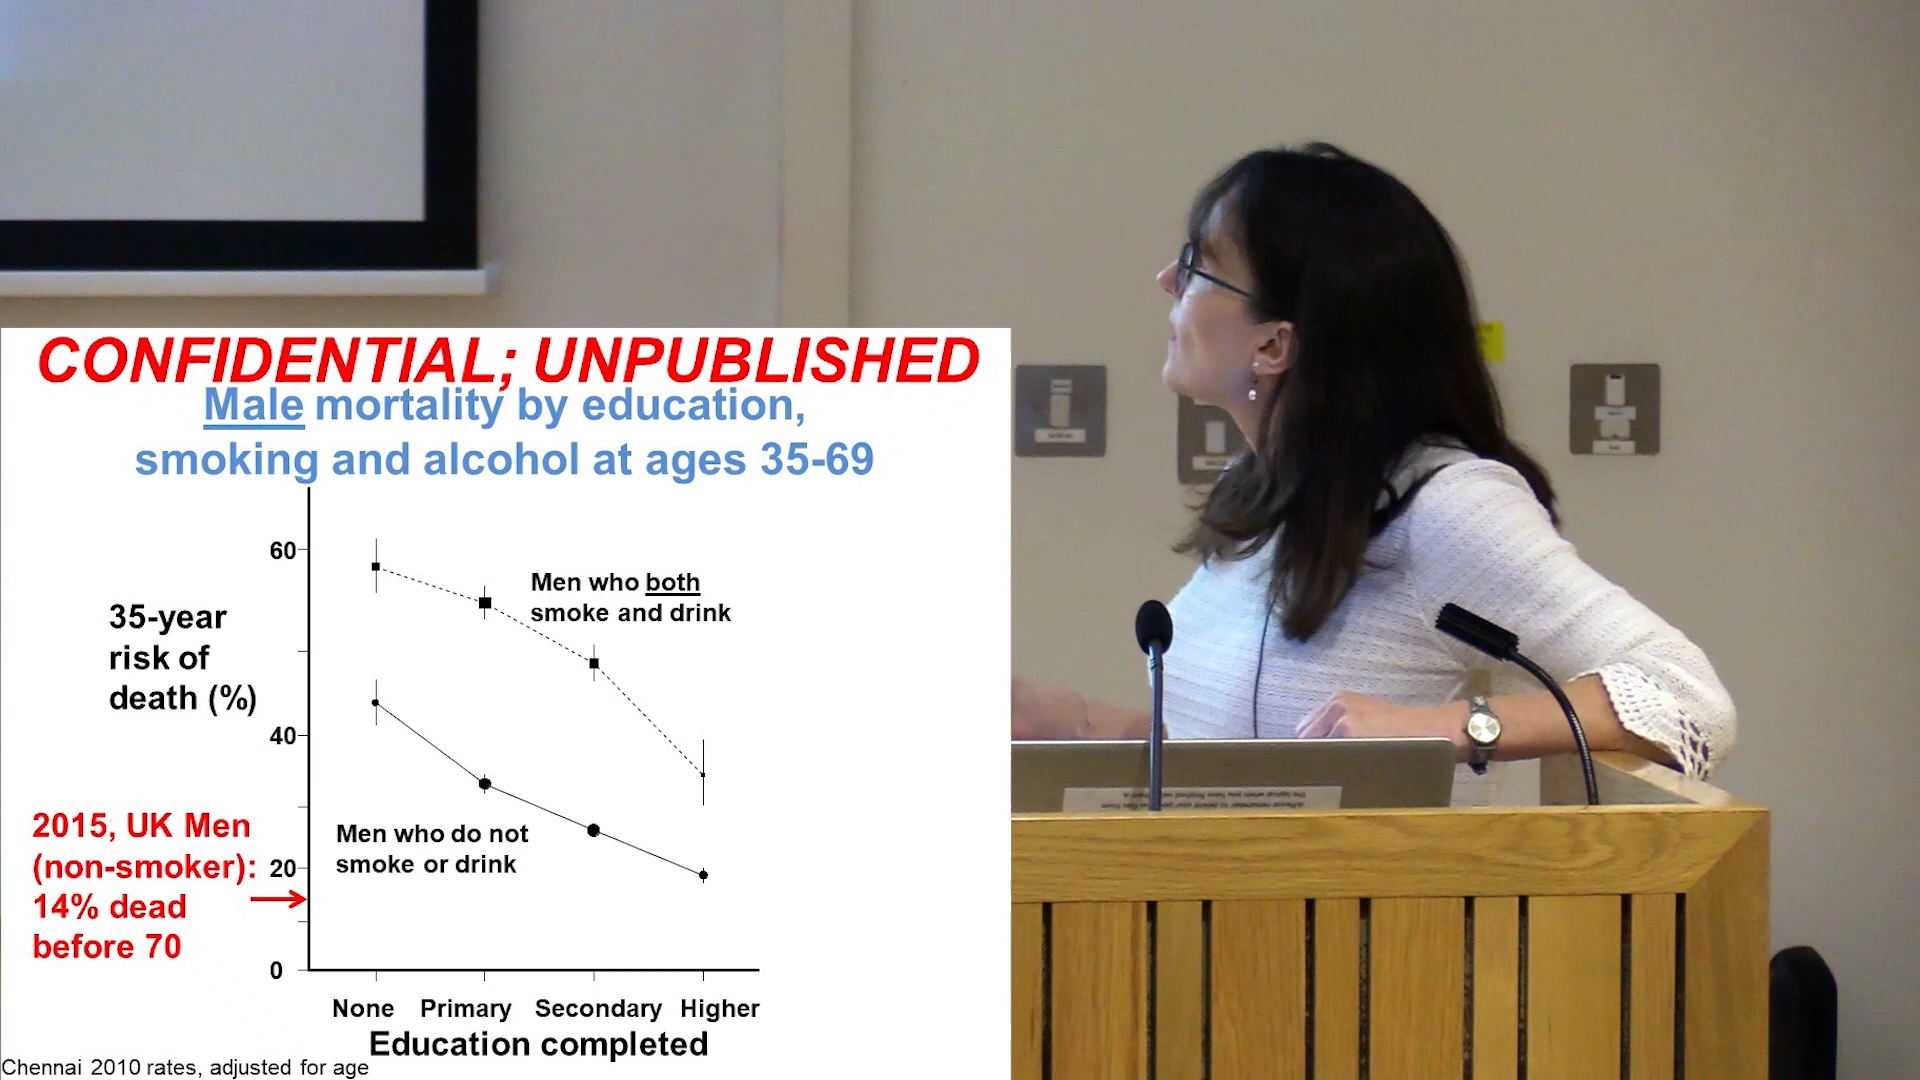 CONFIDENTIAL; UNPUBLISHED
Male mortality by education,
smoking and alcohol at ages 35-69
60
40
20
0
35-year
risk of
death (%)
Men who both
smoke and drink
Men who do not
smoke or drink
2015, UK Men
(non-smoker):
14% dead
before 70
None Primary Secondary Higher
Education completed
Chennai 2010 rates, adjusted for age